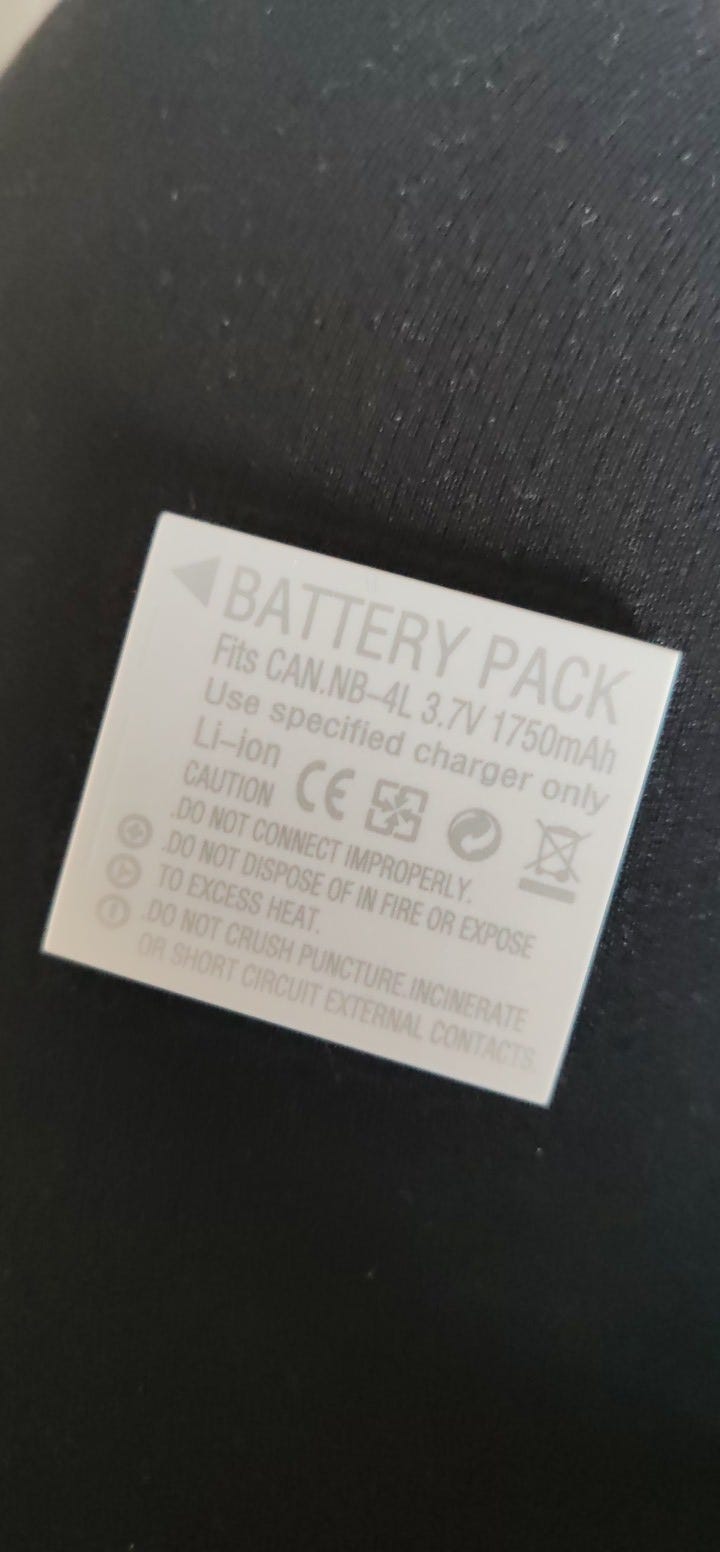 BATTERY PACK
Fits CAN.NB-4L 3.7V 1750mAh
Use specified charger only
Li-ion
CAUTION CE
.DO NOT CONNECT IMPROPERLY.
.DO NOT DISPOSE OF IN FIRE OR EXPOSE
TO EXCESS HEAT.
.DO NOT CRUSH PUNCTURE.INCINERATE
OR SHORT CIRCUIT EXTERNAL CONTACTS